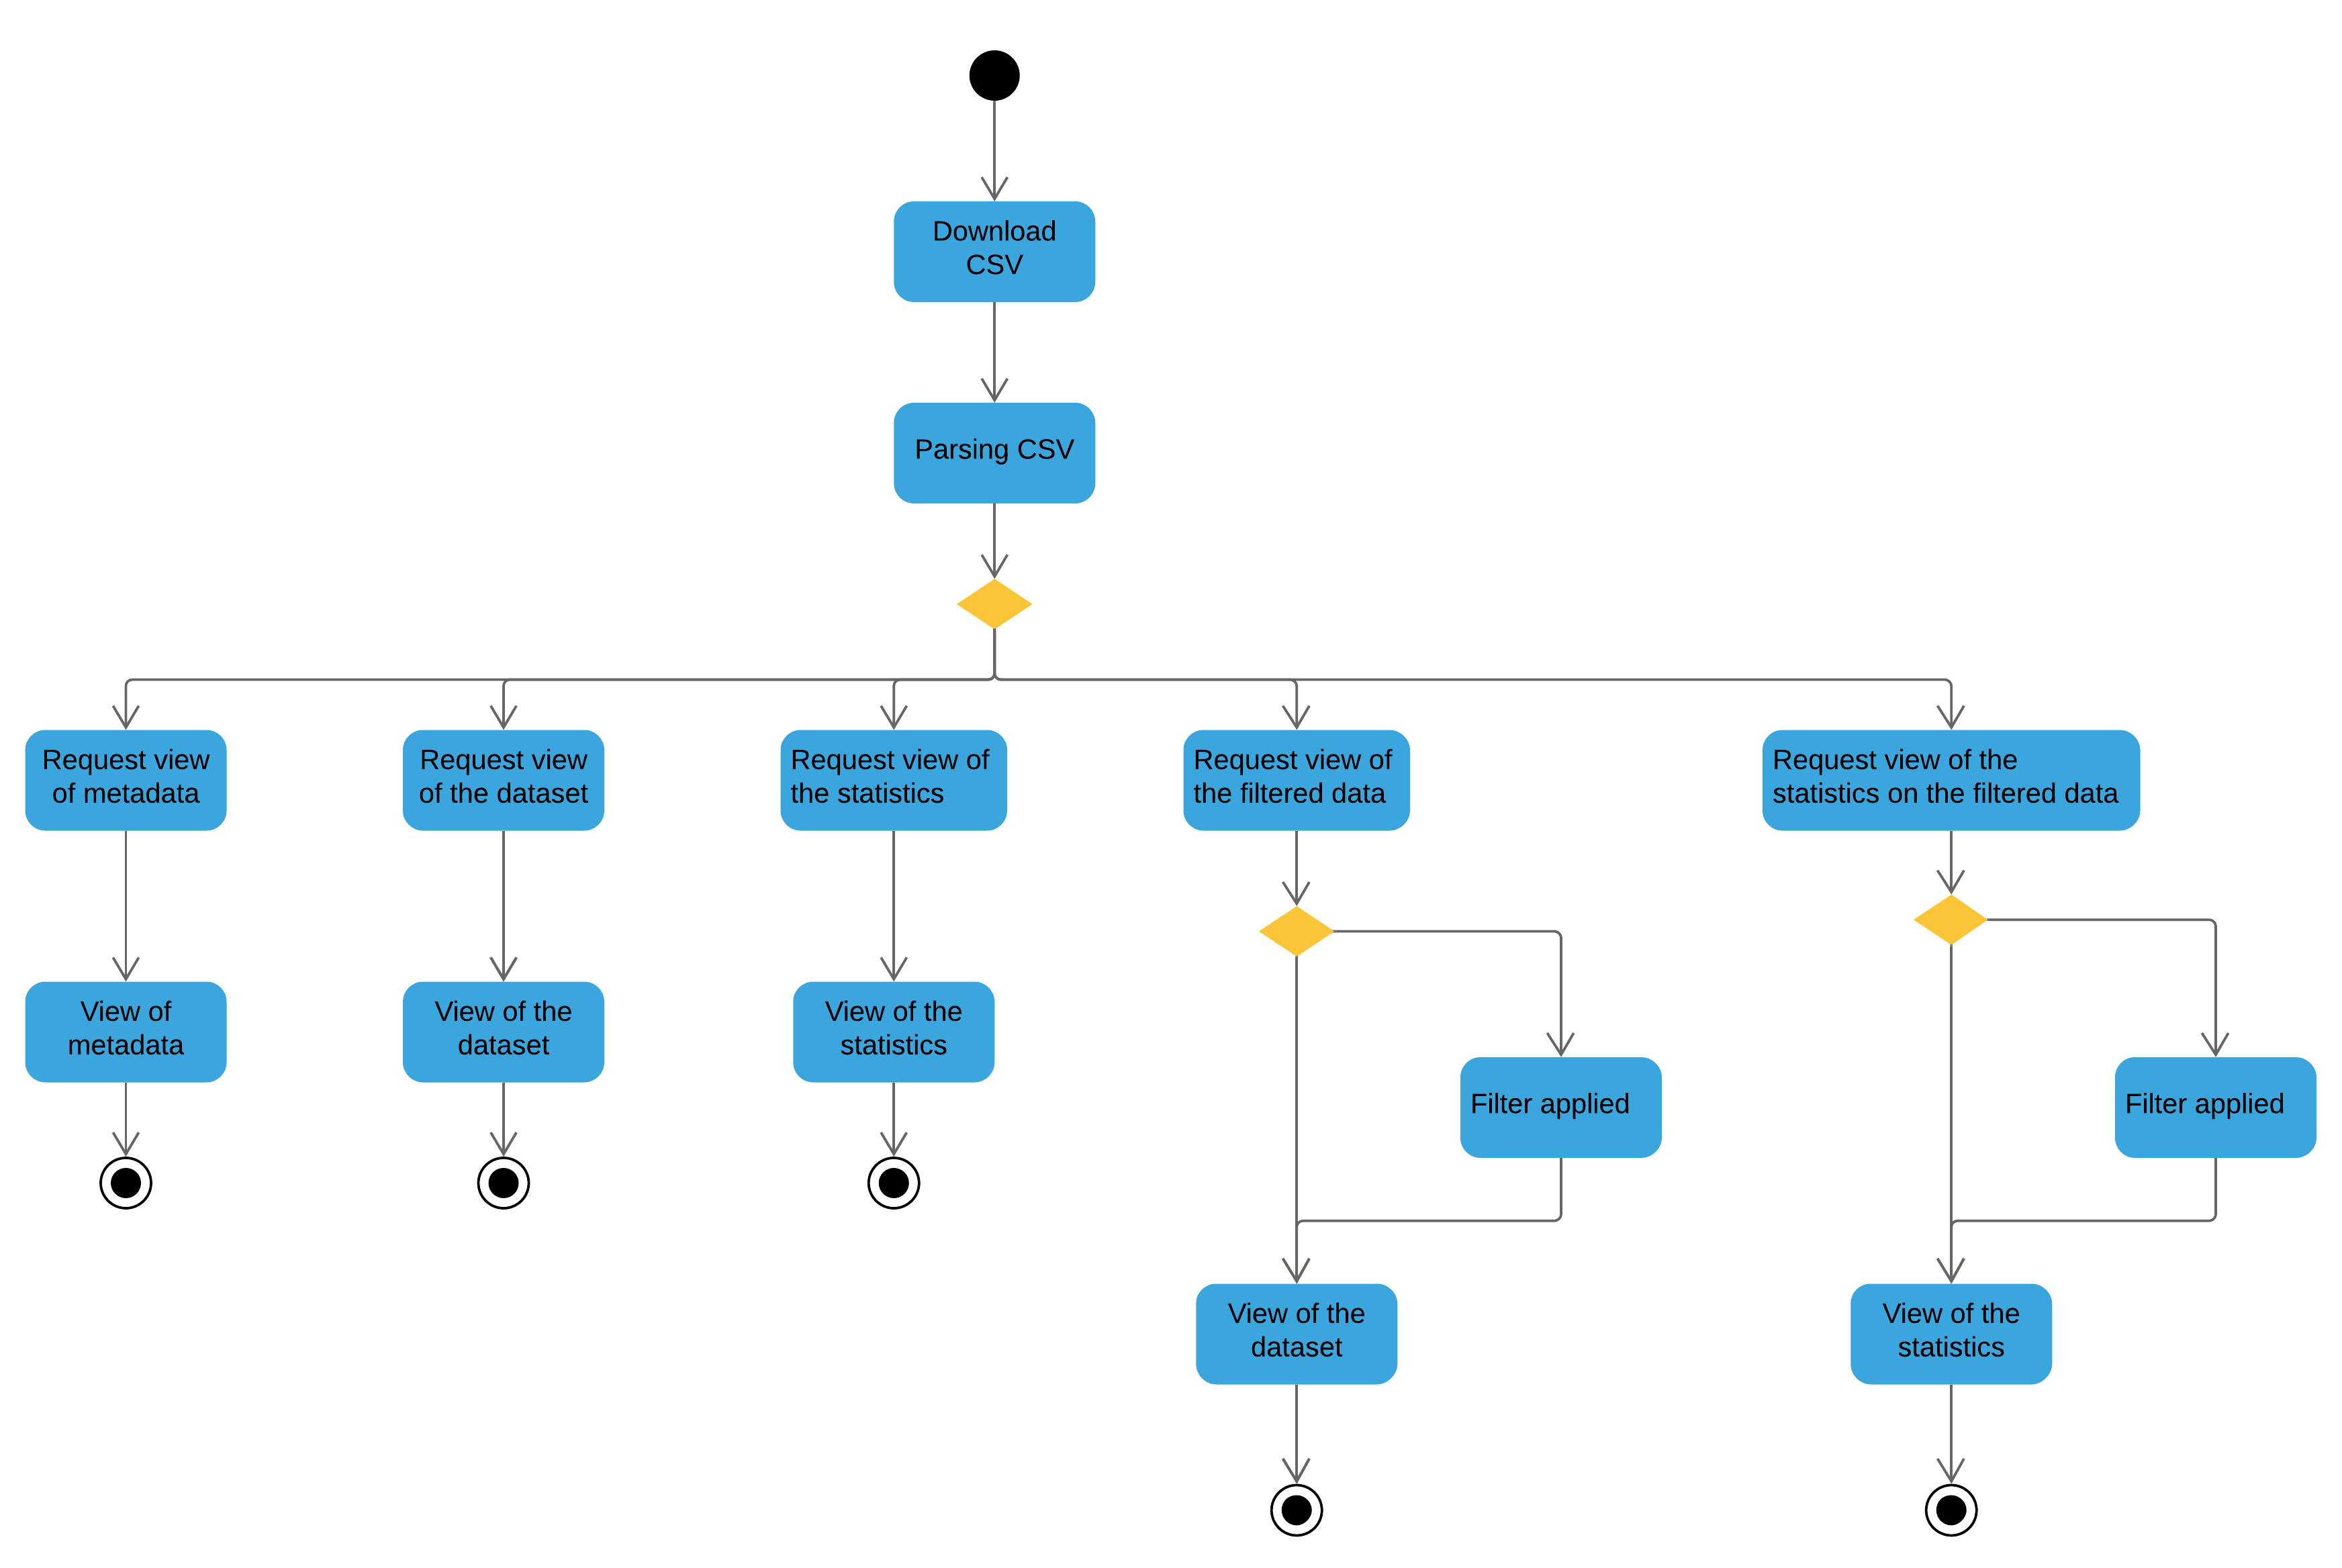 Download
CSV
Parsing CSV
Request view
of metadata
Request view
of the dataset
Request view of
the statistics
Request view of
the filtered data
Request view of the
statistics on the filtered data
View of
metadata
View of the
dataset
View of the
statistics
Filter applied
Filter applied
View of the
dataset
View of the
statistics